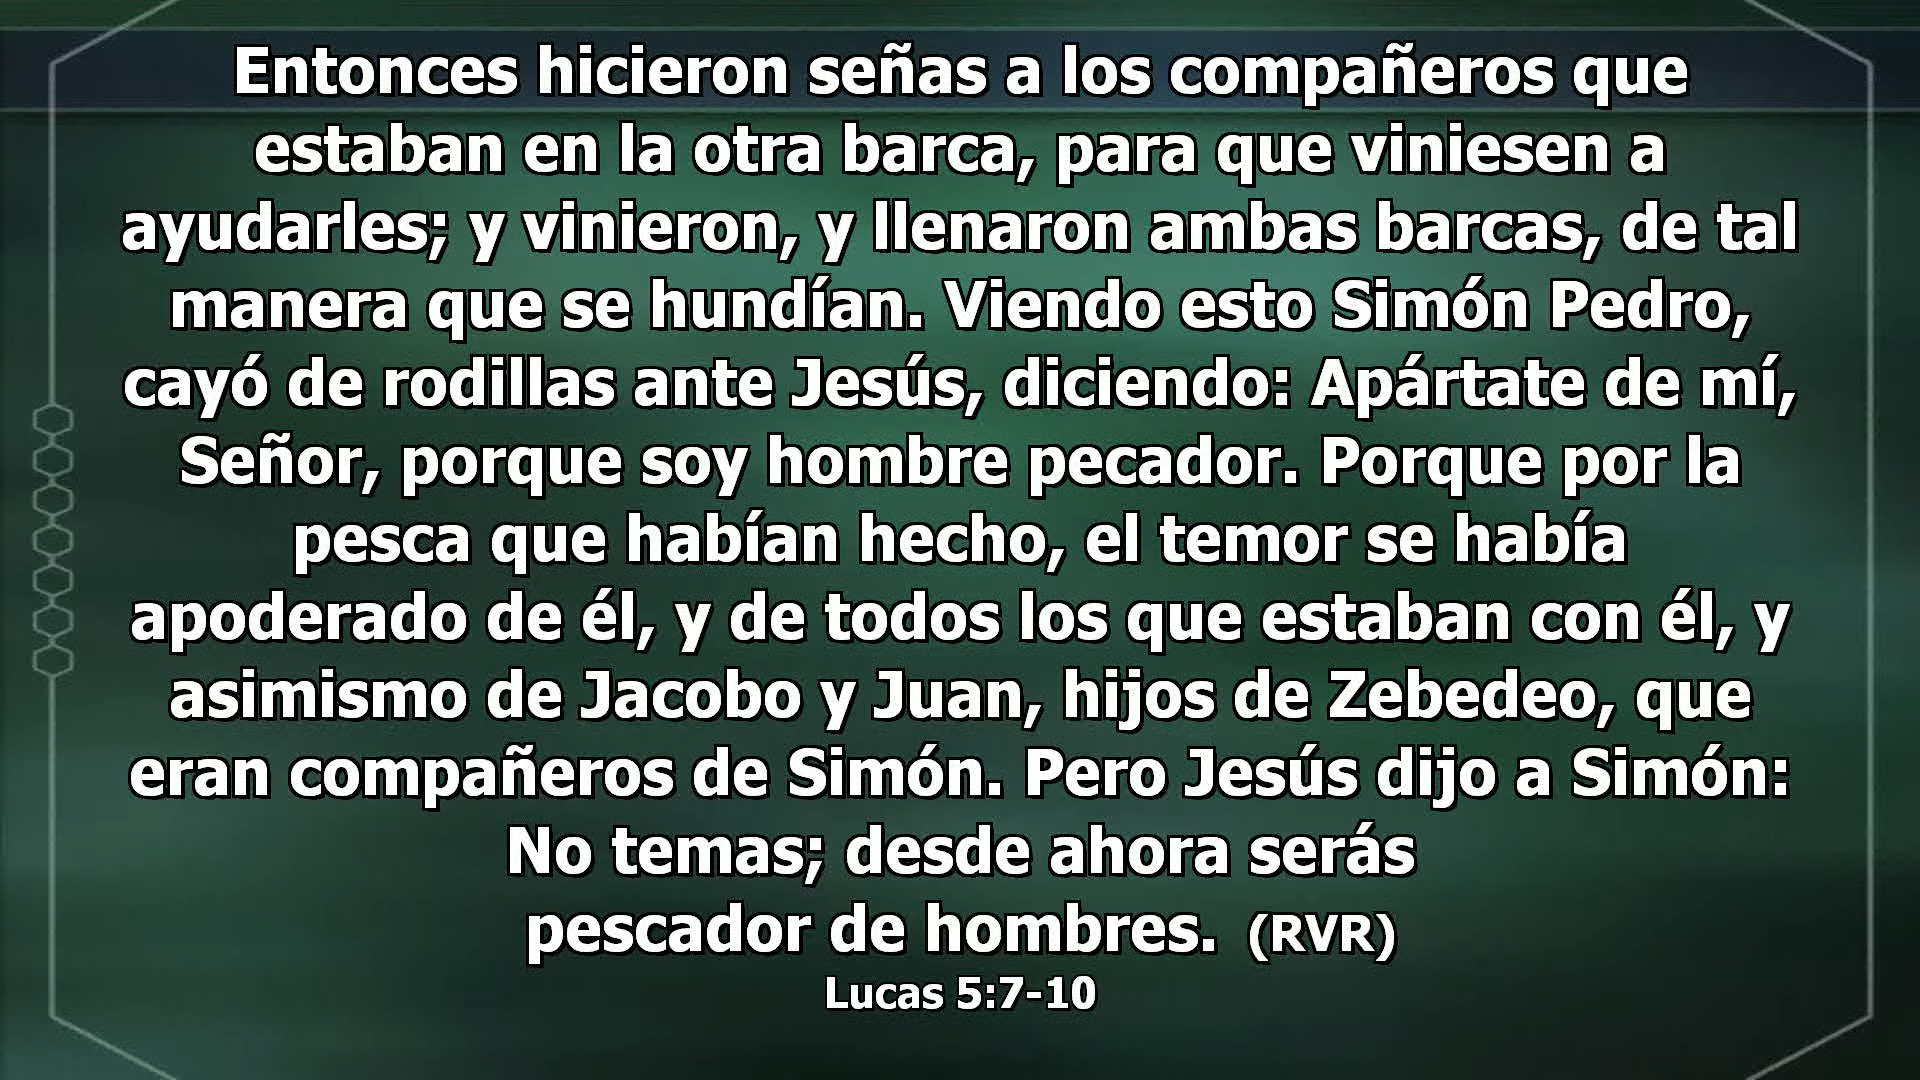 Entonces hicieron señas a los compañeros que
estaban en la otra barca, para que viniesen a
ayudarles; y vinieron, y llenaron ambas barcas, de tal
manera que se hundían. Viendo esto Simón Pedro,
cayó de rodillas ante Jesús, diciendo: Apártate de mí,
Señor, porque soy hombre pecador. Porque por la
pesca que habían hecho, el temor se había
apoderado de él, y de todos los que estaban con él, y
asimismo de Jacobo y Juan, hijos de Zebedeo, que
eran compañeros de Simón. Pero Jesús dijo a Simón:
No temas; desde ahora serás
pescador de hombres. (RVR)
Lucas 5:7-10